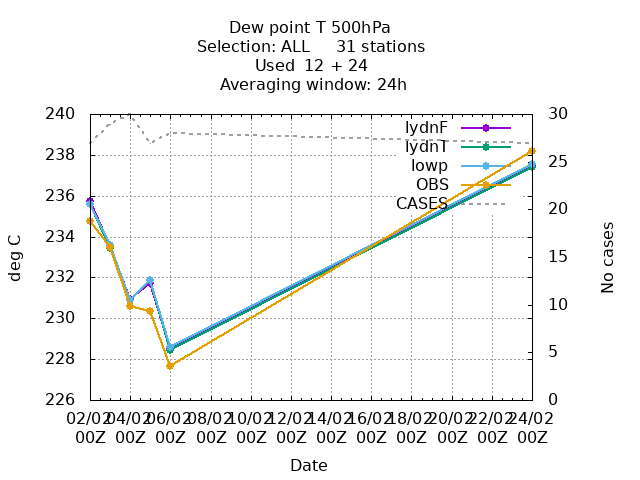 Dew point T 500hPa
Selection: ALL     31 stations
Used  12 + 24
Averaging window: 24h
240
238
236
234
232
230
228
226
deg C
30
25
20
15
10
5
0
No cases
lydnF
lydnT
lowp
OBS
CASES
02/02 04/02 06/02 08/02 10/02 12/02 14/02 16/02 18/02 20/02 22/02 24/02
00Z 00Z 00Z 00Z 00Z 00Z 00Z 00Z 00Z 00Z 00Z 00Z
Date